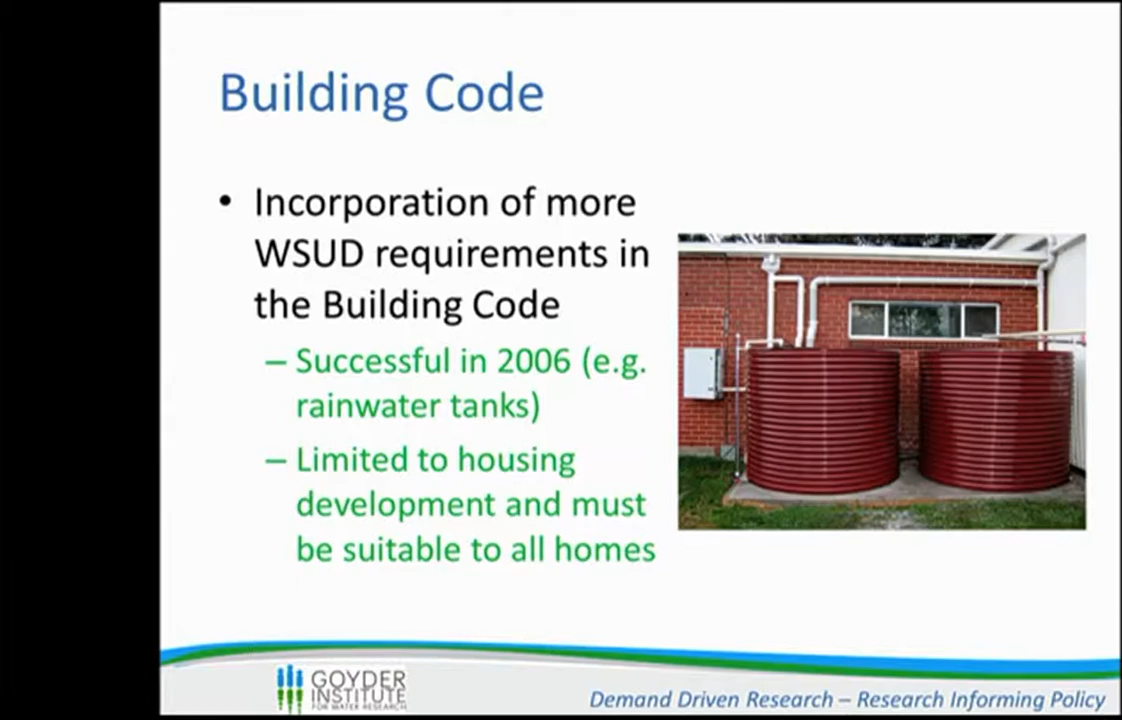 Building Code
• Incorporation of more
WSUD requirements in
the Building Code
– Successful in 2006 (e.g.
rainwater tanks)
– Limited to housing
development and must
be suitable to all homes
GOYDER
INSTITUTE
FOR WATER RESEARCH
Demand Driven Research – Research Informing Policy